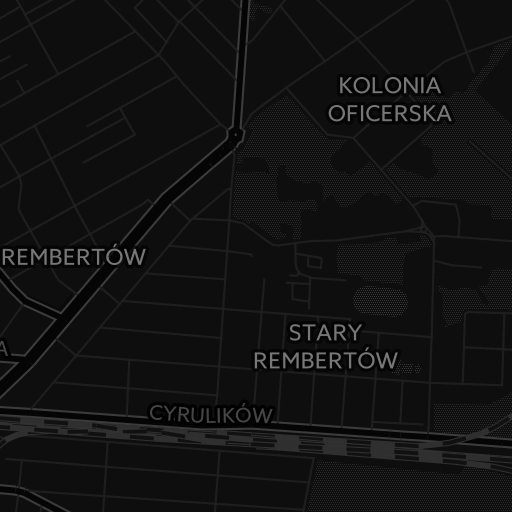 KOLONIA
OFICERSKA
REMBERTÓW
STARY
REMBERTÓW
A
CYRULIKÓW